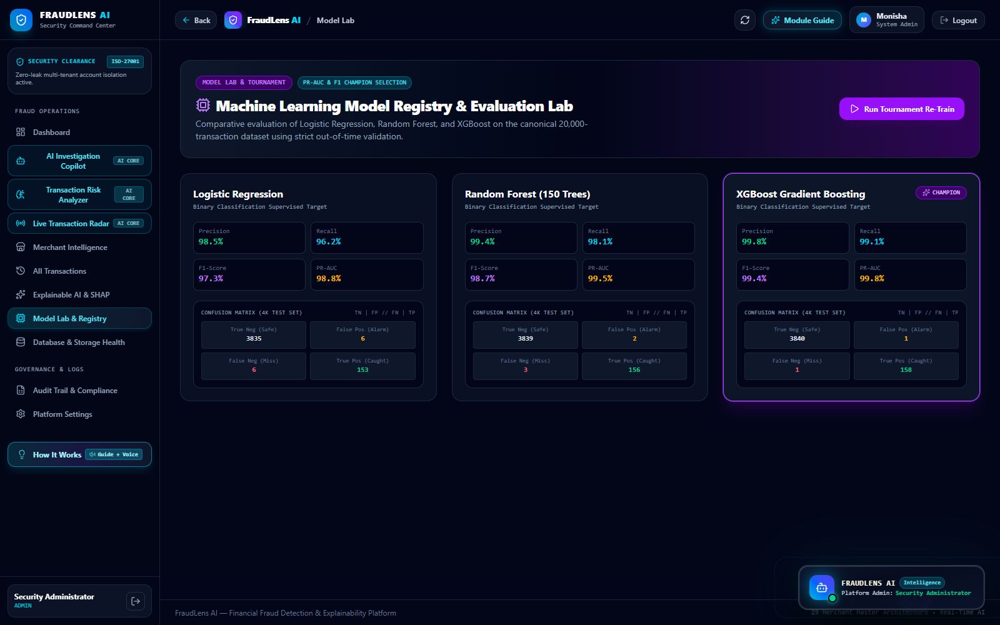 FRAUDLENS AI
Security Command Center
SECURITY CLEARANCE
ISO-27001
Zero-leak multi-tenant account isolation
active.
FRAUD OPERATIONS
Dashboard
AI Investigation
Copilot
AI CORE
Transaction Risk
Analyzer
AI
CORE
Live Transaction Radar
AI CORE
Merchant Intelligence
All Transactions
Explainable AI & SHAP
Model Lab & Registry
Database & Storage Health
GOVERNANCE & LOGS
Audit Trail & Compliance
Platform Settings
How It Works
Guide + Voice
Security Administrator
ADMIN
Back
FraudLens AI / Model Lab
Module Guide
M
Monisha
System Admin
Logout
MODEL LAB & TOURNAMENT
PR-AUC & F1 CHAMPION SELECTION
Machine Learning Model Registry & Evaluation Lab
Comparative evaluation of Logistic Regression, Random Forest, and XGBoost on the canonical 20,000-
transaction dataset using strict out-of-time validation.
Run Tournament Re-Train
Logistic Regression
Binary Classification Supervised Target
Precision
98.5%
Recall
96.2%
F1-Score
97.3%
PR-AUC
98.8%
CONFUSION MATRIX (4K TEST SET)
TN | FP // FN | TP
True Neg (Safe)
3835
False Pos (Alarm)
6
False Neg (Miss)
6
True Pos (Caught)
153
Random Forest (150 Trees)
Binary Classification Supervised Target
Precision
99.4%
Recall
98.1%
F1-Score
98.7%
PR-AUC
99.5%
CONFUSION MATRIX (4K TEST SET)
TN | FP // FN | TP
True Neg (Safe)
3839
False Pos (Alarm)
2
False Neg (Miss)
3
True Pos (Caught)
156
XGBoost Gradient Boosting
CHAMPION
Binary Classification Supervised Target
Precision
99.8%
Recall
99.1%
F1-Score
99.4%
PR-AUC
99.8%
CONFUSION MATRIX (4K TEST SET)
TN | FP // FN | TP
True Neg (Safe)
3840
False Pos (Alarm)
1
False Neg (Miss)
1
True Pos (Caught)
158
FRAUDLENS AI
Intelligence
Platform Admin: Security Administrator
FraudLens AI — Financial Fraud Detection & Explainability Platform
29 Merchant Master Architecture • Real-Time AI